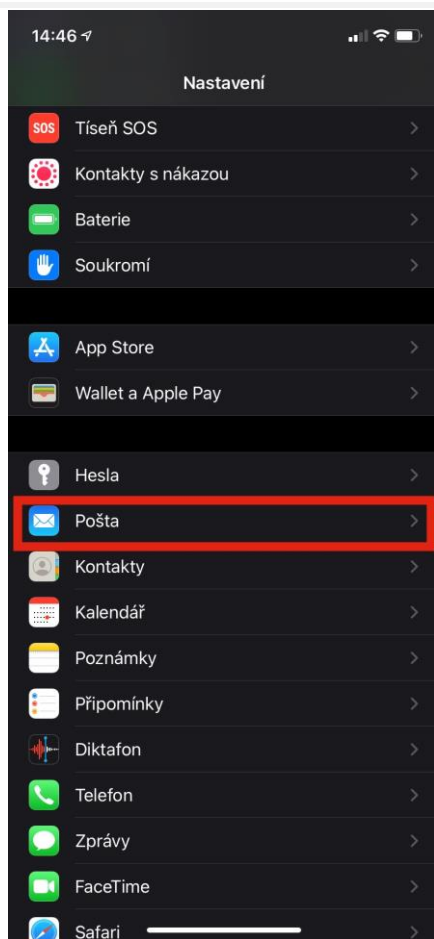 14:46
Nastavení
SOS
Tíseň SOS
Kontakty s nákazou
Baterie
Soukromí
App Store
Wallet a Apple Pay
Hesla
Pošta
Kontakty
Kalendář
Poznámky
Připomínky
Diktafon
Telefon
Zprávy
FaceTime
Safari